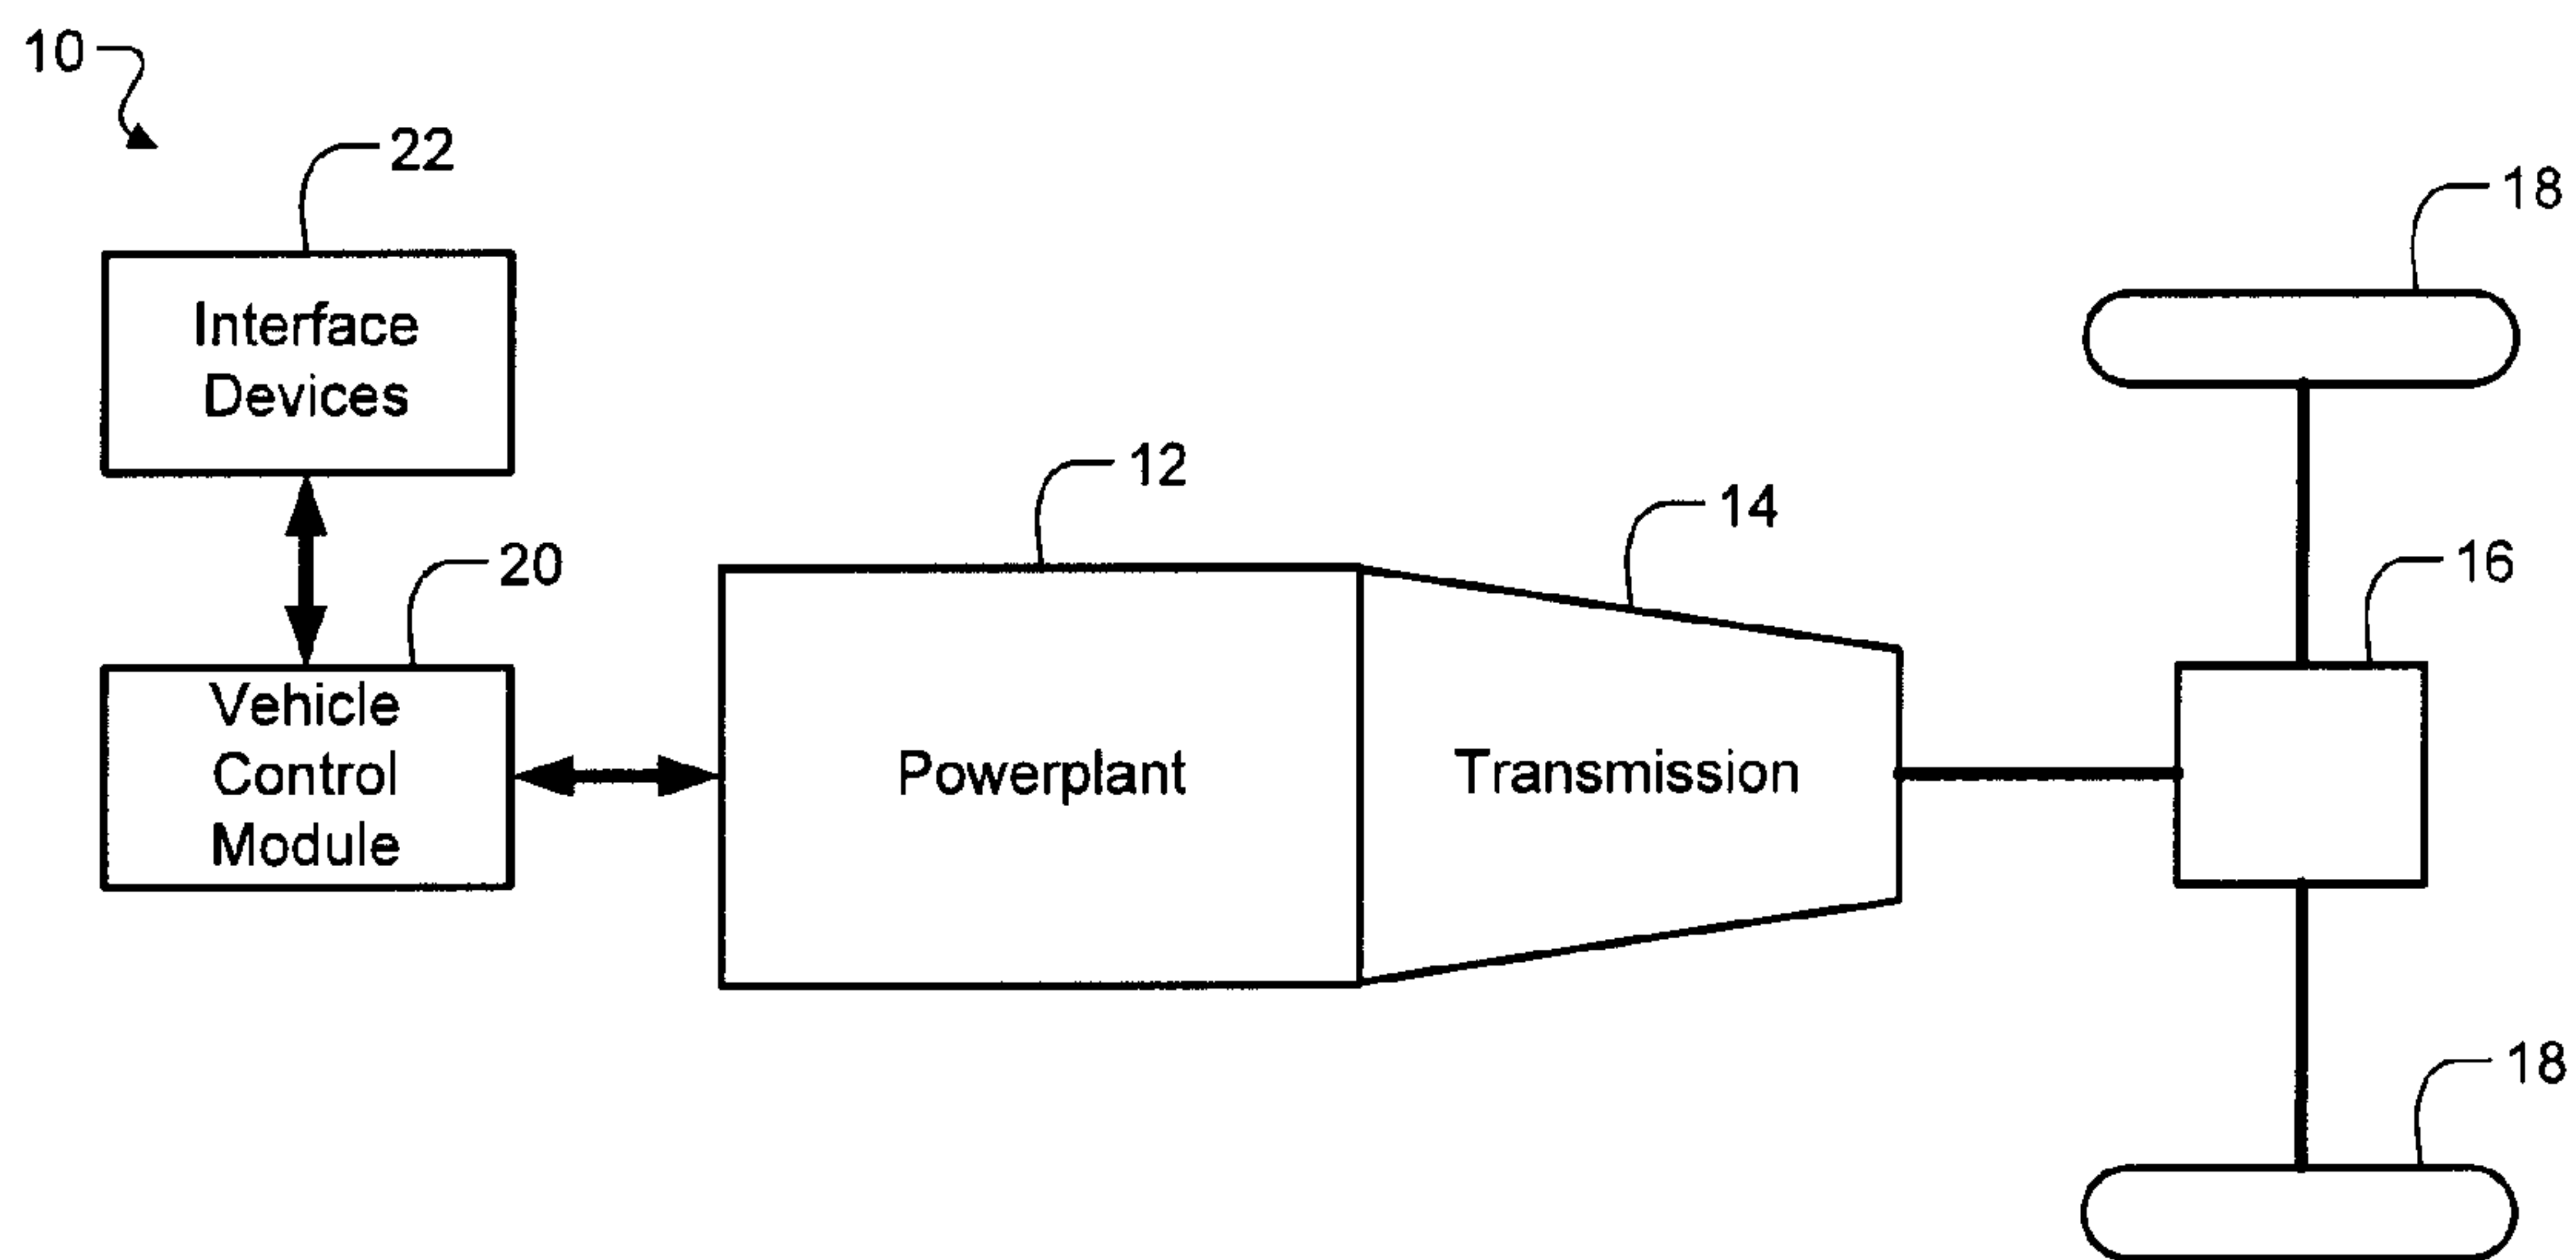 10
22
18
Interface
Devices
12
14
20
16
Vehicle
Control
Module
Powerplant
Transmission
18